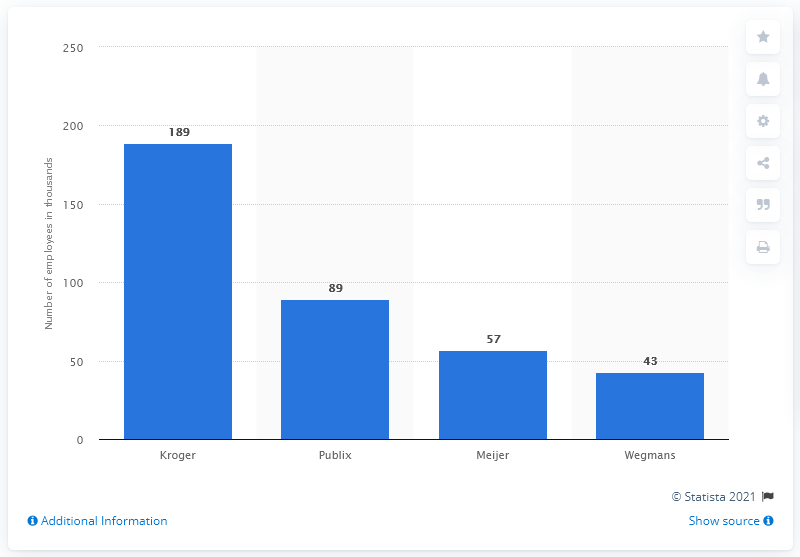 250
200
150
100
50
0
Number of employees in thousands
189
89
57
43
Kroger
Publix
Meijer
Wegmans
© Statista 2021
Additional Information
Show source